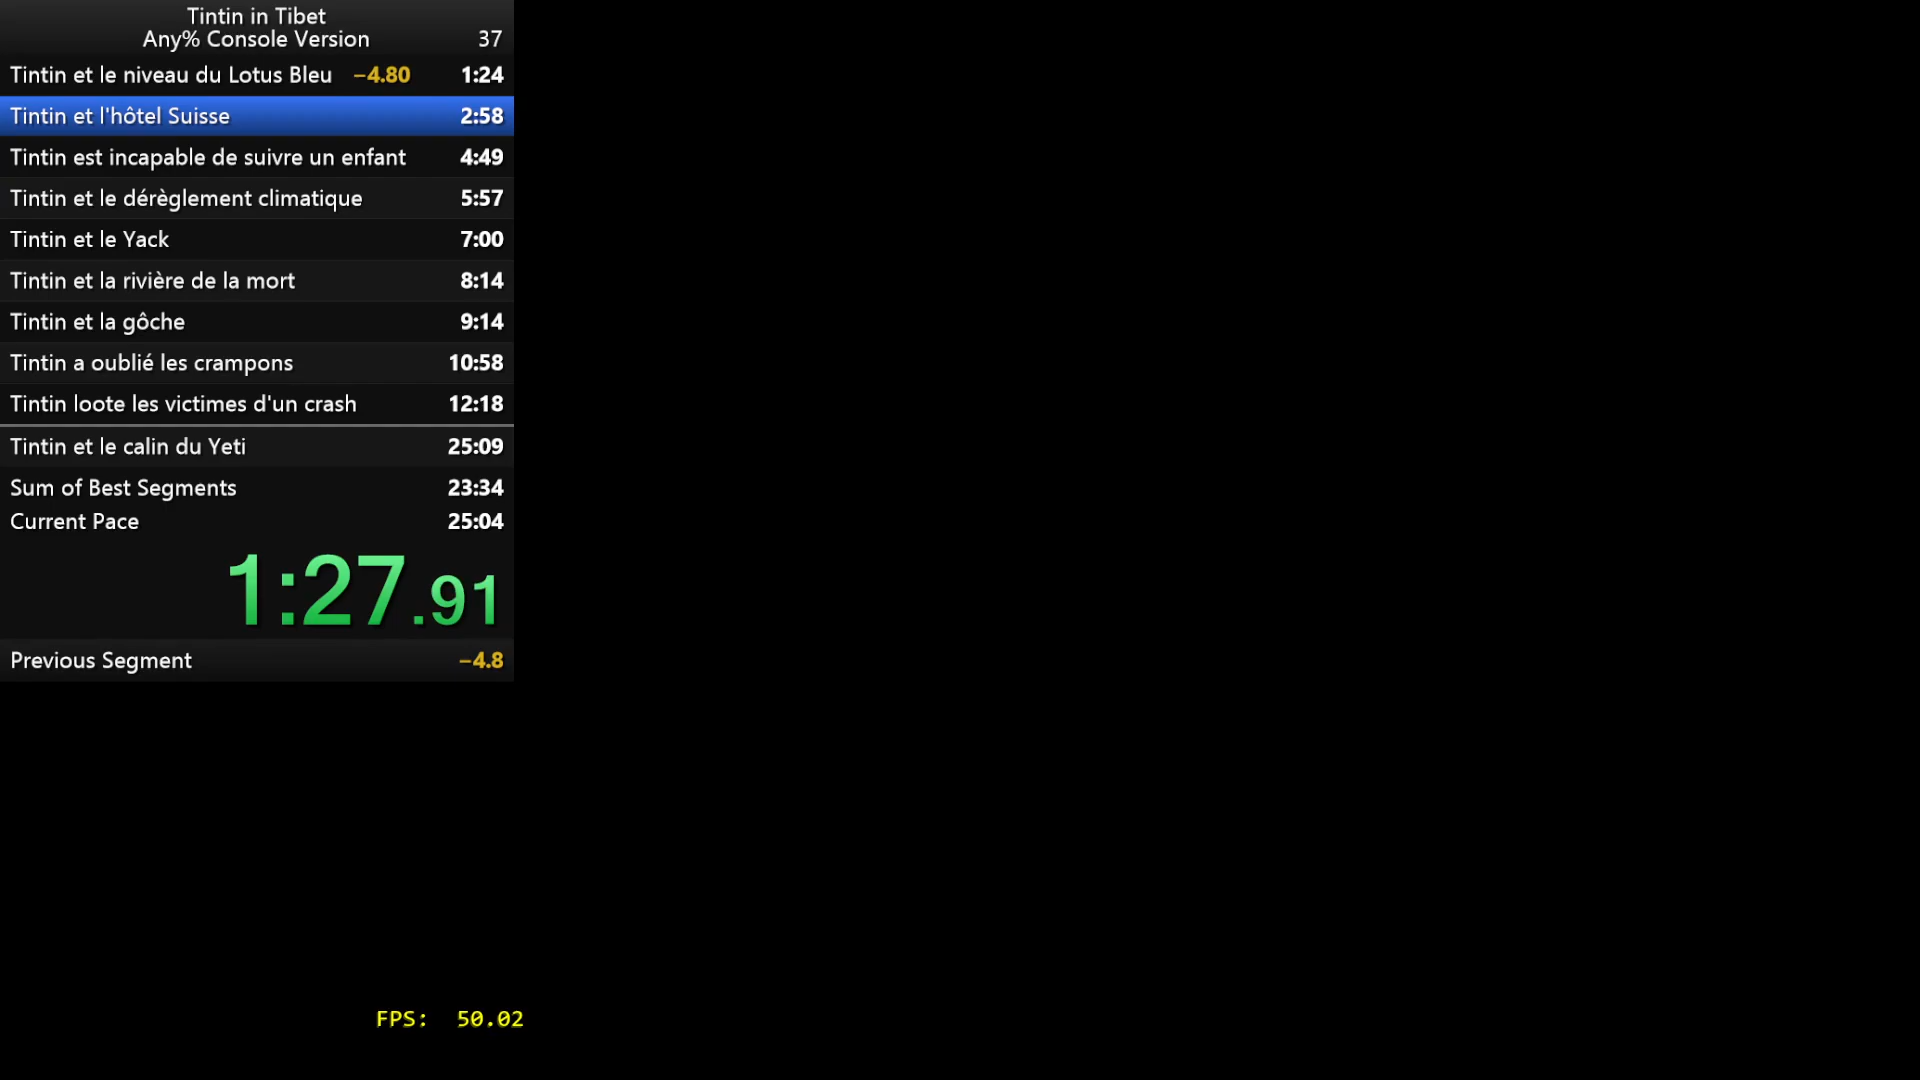 Tintin in Tibet
Any% Console Version 37
Tintin et le niveau du Lotus Bleu −4.80 1:24
Tintin et l'hôtel Suisse 2:58
Tintin est incapable de suivre un enfant 4:49
Tintin et le dérèglement climatique 5:57
Tintin et le Yack 7:00
Tintin et la rivière de la mort 8:14
Tintin et la gôche 9:14
Tintin a oublié les crampons 10:58
Tintin loote les victimes d'un crash 12:18
Tintin et le calin du Yeti 25:09
Sum of Best Segments 23:34
Current Pace 25:04
1:27.91
Previous Segment −4.8
FPS: 50.02